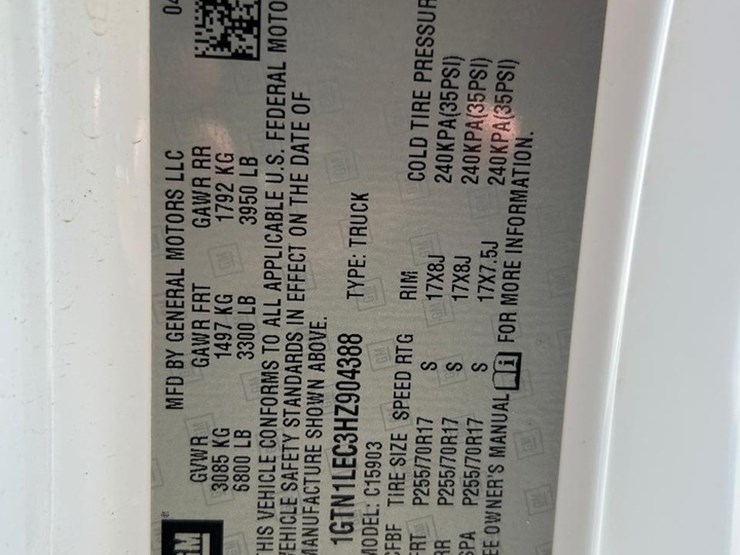 MFD BY GENERAL MOTORS LLC 04
GVWR GAWR FRT GAWR RR
3085 KG 1497 KG 1792 KG
6800 LB 3300 LB 3950 LB
THIS VEHICLE CONFORMS TO ALL APPLICABLE U.S. FEDERAL MOTO
VEHICLE SAFETY STANDARDS IN EFFECT ON THE DATE OF
MANUFACTURE SHOWN ABOVE.
1GTN1LEC3HZ904388 TYPE: TRUCK
MODEL: C15903
TIRE SIZE SPEED RTG RIM COLD TIRE PRESSUR
FRT P255/70R17 S 17X8J 240KPA(35PSI)
RR P255/70R17 S 17X8J 240KPA(35PSI)
SPA P255/70R17 S 17X7.5J 240KPA(35PSI)
SEE OWNER'S MANUAL FOR MORE INFORMATION.